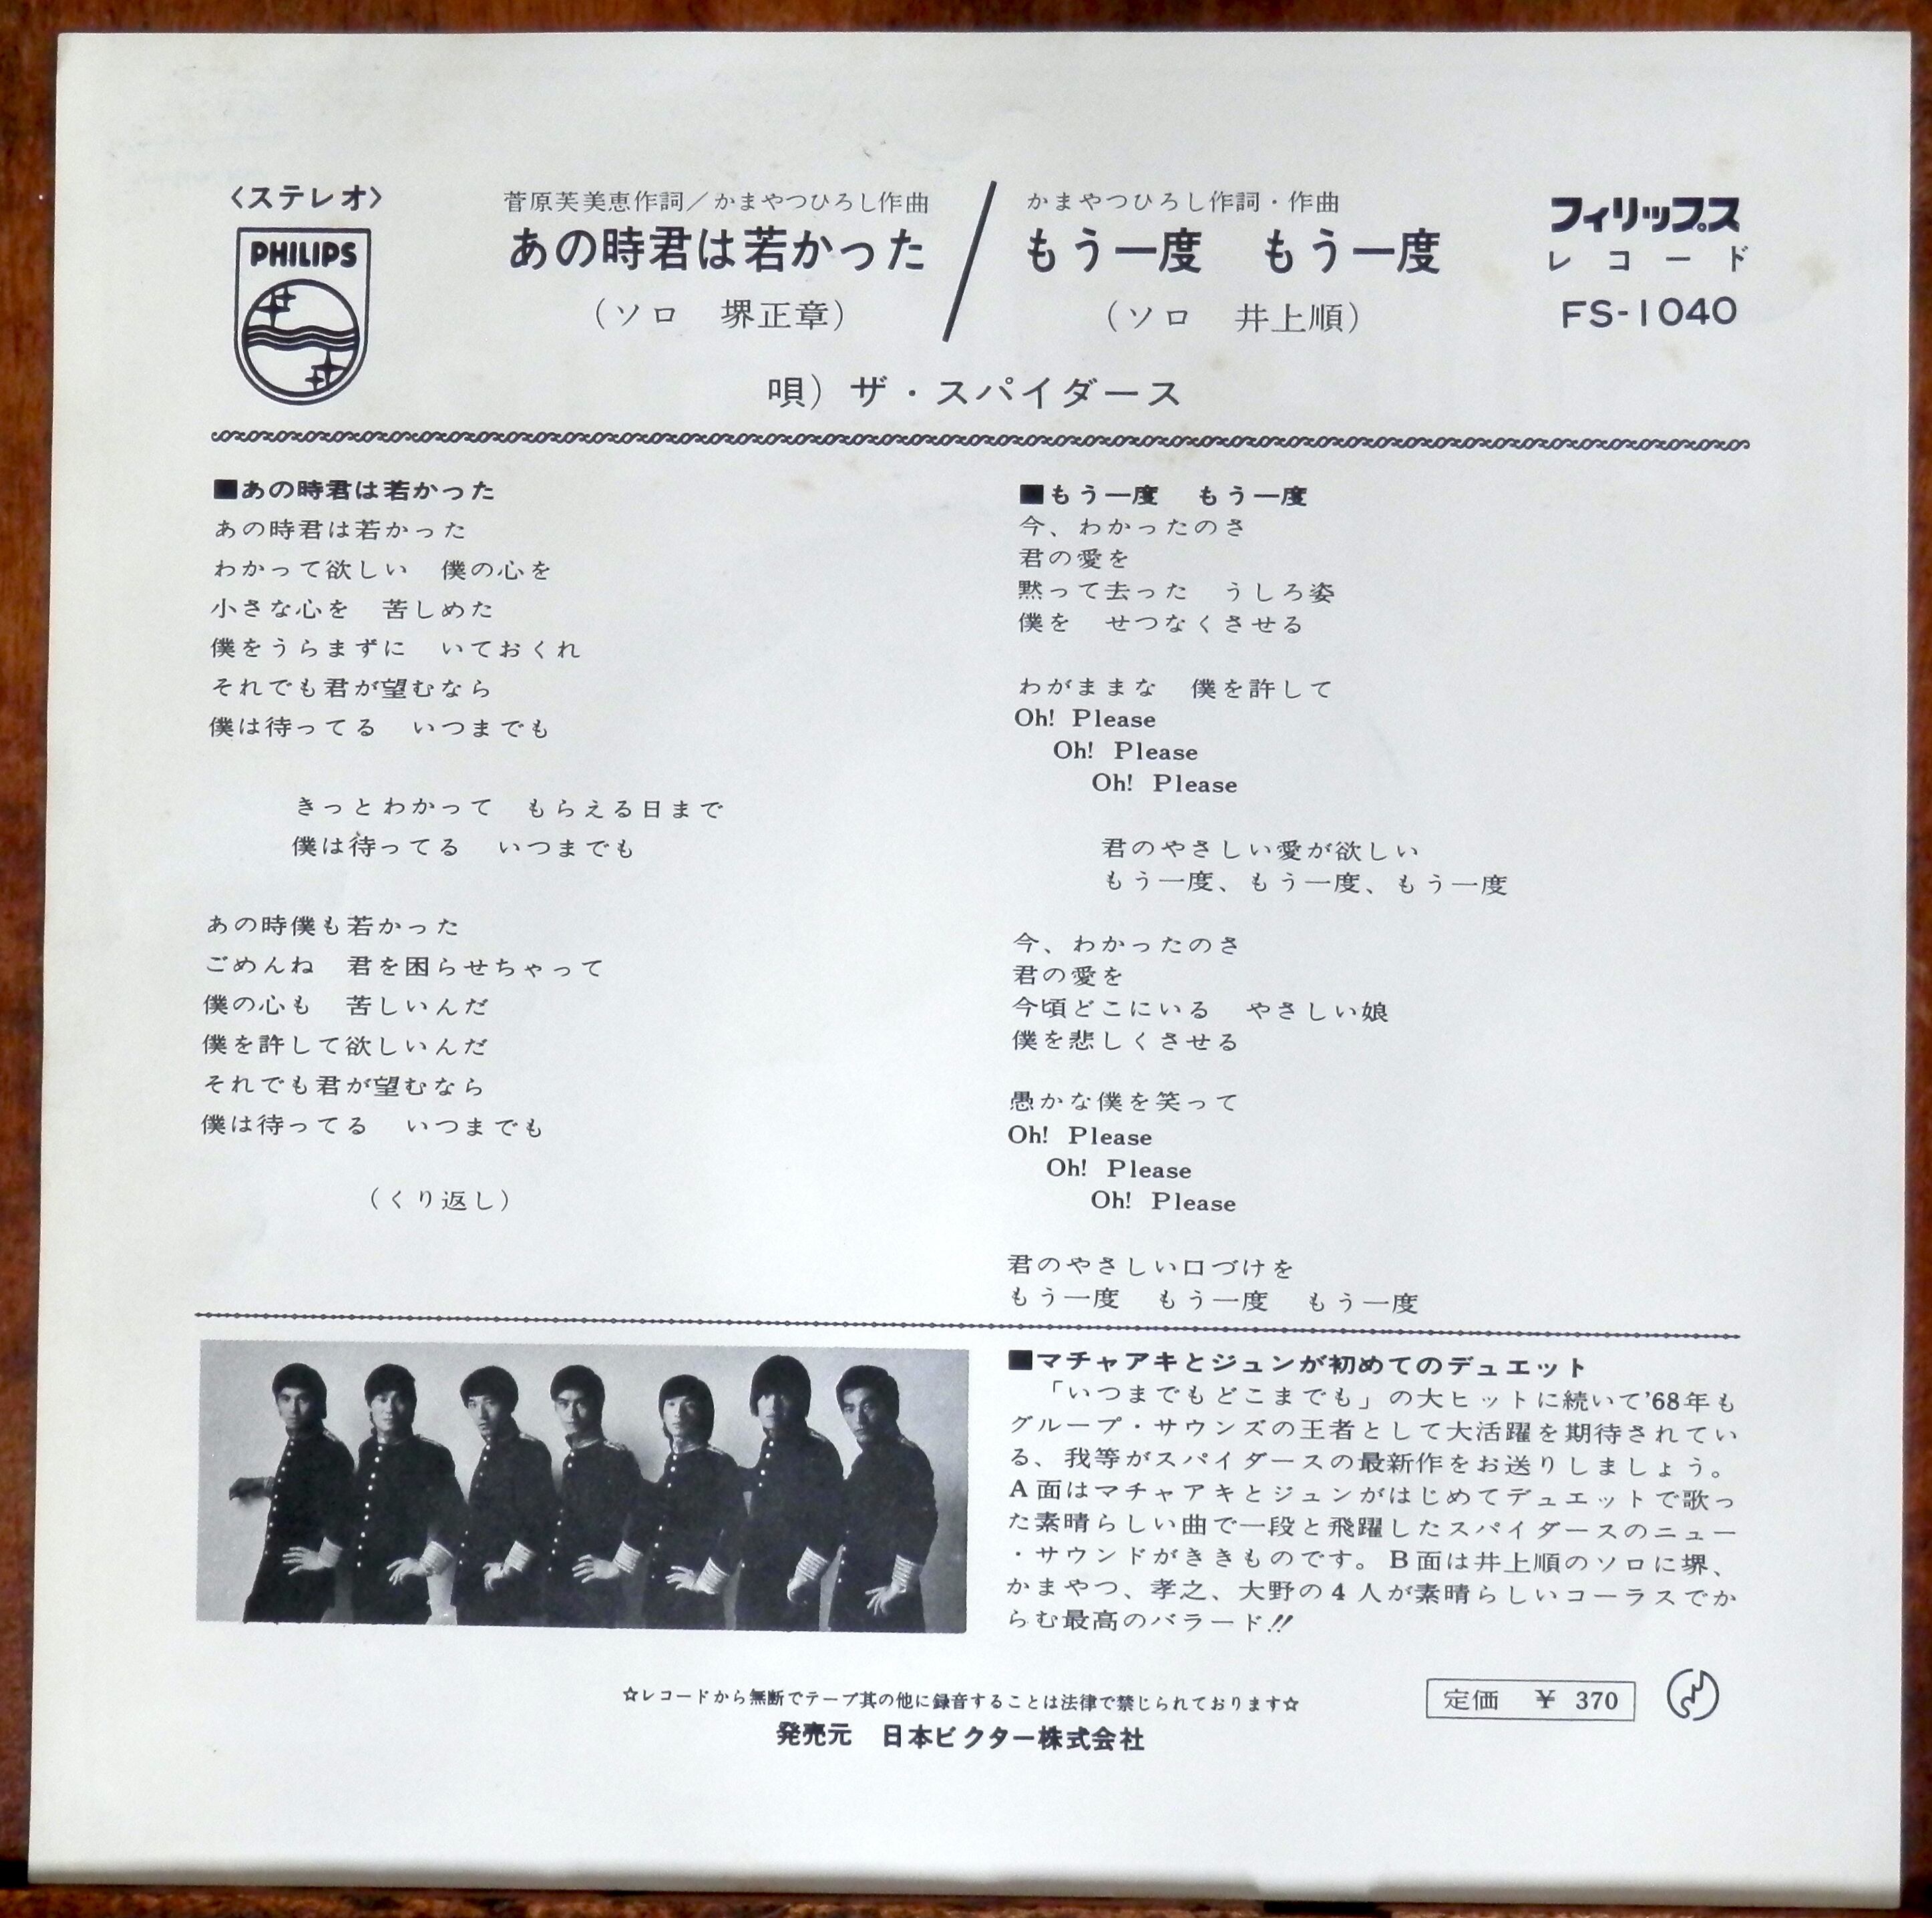 〈ステレオ〉
PHILIPS
菅原芙美恵作詞／かまやつひろし作曲
あの時君は若かった
（ソロ　堺正章）
かまやつひろし作詞・作曲
もう一度　もう一度
（ソロ　井上順）
フィリップス
レコード
FS-1040
唄）ザ・スパイダース
■あの時君は若かった
あの時君は若かった
わかって欲しい　僕の心を
小さな心を　苦しめた
僕をうらまずに　いておくれ
それでも君が望むなら
僕は待ってる　いつまでも
きっとわかって　もらえる日まで
僕は待ってる　いつまでも
あの時僕も若かった
ごめんね　君を困らせちゃって
僕の心も　苦しいんだ
僕を許して欲しいんだ
それでも君が望むなら
僕は待ってる　いつまでも
（くり返し）
■もう一度　もう一度
今、わかったのさ
君の愛を
黙って去った　うしろ姿
僕を　せつなくさせる
わがままな　僕を許して
Oh! Please
Oh! Please
Oh! Please
君のやさしい愛が欲しい
もう一度、もう一度、もう一度
今、わかったのさ
君の愛を
今頃どこにいる　やさしい娘
僕を悲しくさせる
愚かな僕を笑って
Oh! Please
Oh! Please
Oh! Please
君のやさしい口づけを
もう一度　もう一度　もう一度
■マチャアキとジュンが初めてのデュエット
「いつまでもどこまでも」の大ヒットに続いて'68年も
グループ・サウンズの王者として大活躍を期待されてい
る、我等がスパイダースの最新作をお送りしましょう。
A面はマチャアキとジュンがはじめてデュエットで歌っ
た素晴らしい曲で一段と飛躍したスパイダースのニュー
・サウンドがききものです。B面は井上順のソロに堺、
かまやつ、孝之、大野の4人が素晴らしいコーラスでか
らむ最高のバラード!!
☆レコードから無断でテープ其の他に録音することは法律で禁じられております☆
発売元　日本ビクター株式会社
定価　¥ 370